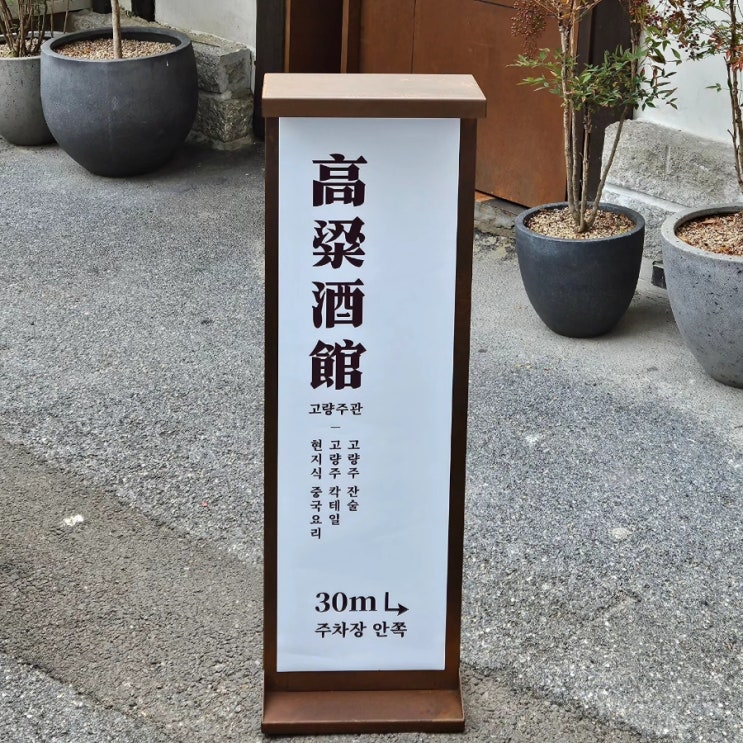 高粱酒館
고량주관
고량주 잔술
고량주 칵테일
현지식 중국요리
30m
주차장 안쪽